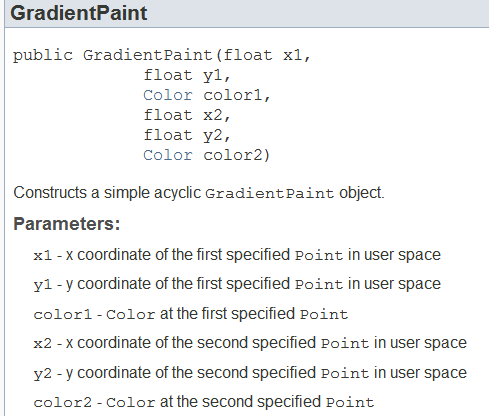 GradientPaint
public GradientPaint(float x1,
float y1,
Color color1,
float x2,
float y2,
Color color2)
Constructs a simple acyclic GradientPaint object.
Parameters:
x1 - x coordinate of the first specified Point in user space
y1 - y coordinate of the first specified Point in user space
color1 - Color at the first specified Point
x2 - x coordinate of the second specified Point in user space
y2 - y coordinate of the second specified Point in user space
color2 - Color at the second specified Point